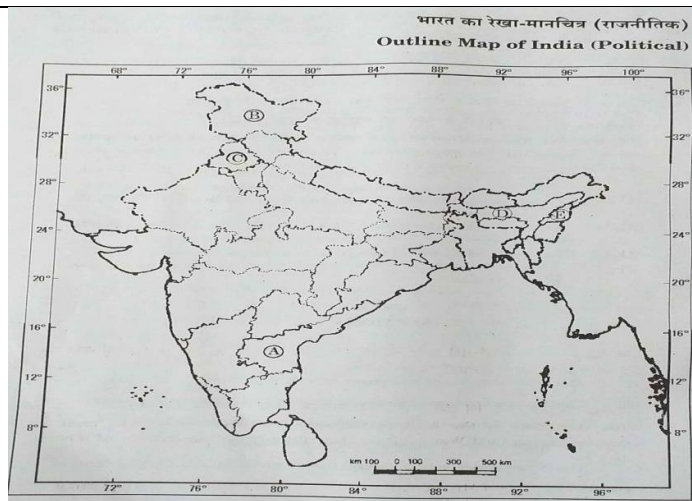 भारत का रेखा-मानचित्र (राजनीतिक)
Outline Map of India (Political)
68° 72° 76° 80° 84° 88° 92° 96° 100°
36° 36°
B
32° 32°
C
28° 28°
D E
24° 24°
20° 20°
16° 16°
A
12° 12°
8° 8°
km 100 0 100 300 500 km
72° 76° 80° 84° 88° 92° 96°